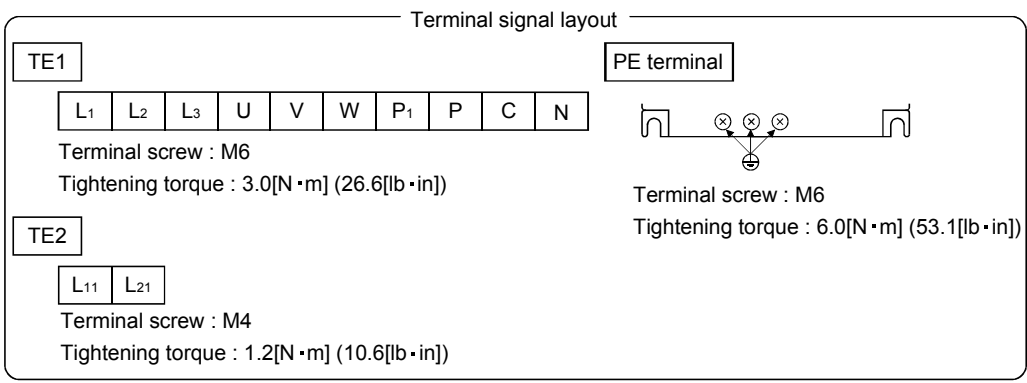 Terminal signal layout
TE1
L1 L2 L3 U V W P1 P C N
Terminal screw : M6
Tightening torque : 3.0[N・m] (26.6[lb・in])
TE2
L11 L21
Terminal screw : M4
Tightening torque : 1.2[N・m] (10.6[lb・in])
PE terminal
Terminal screw : M6
Tightening torque : 6.0[N・m] (53.1[lb・in])